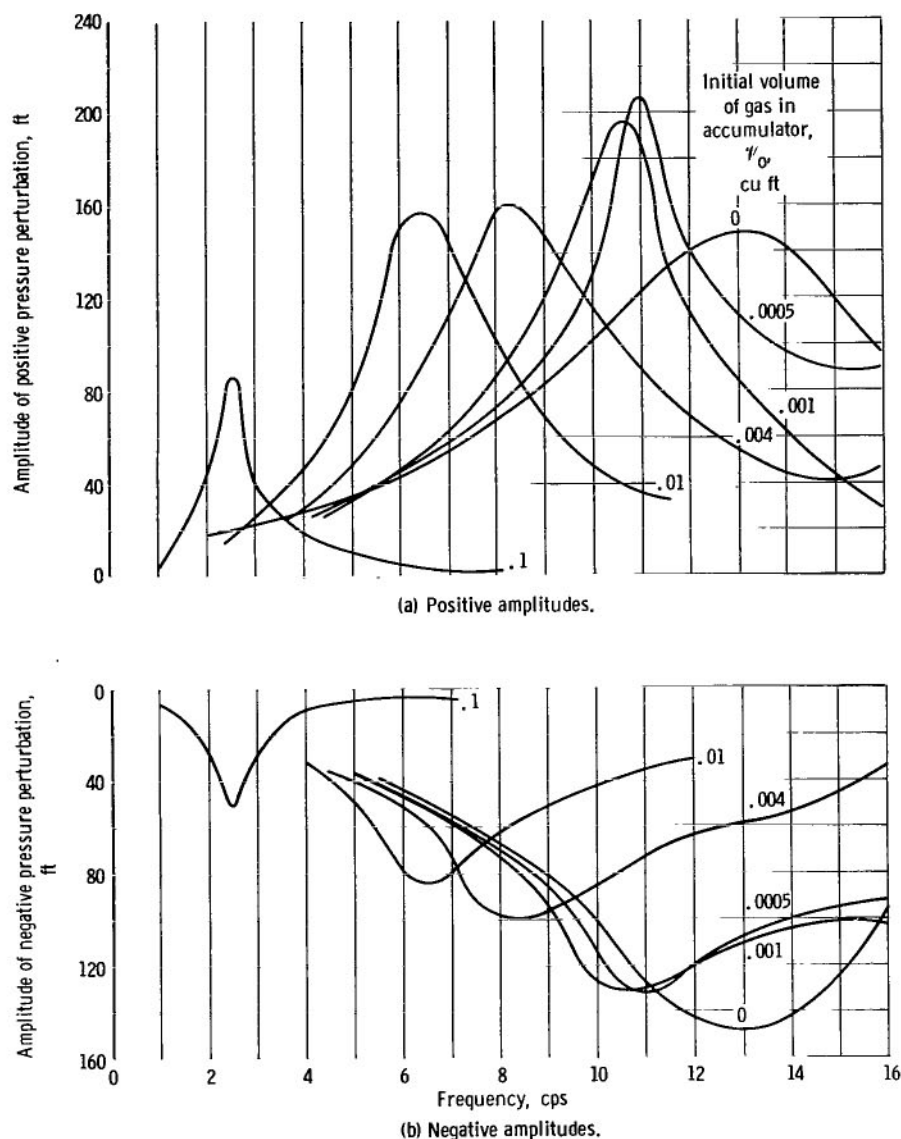 240
200
160
120
80
40
0
Amplitude of positive pressure perturbation, ft
Initial volume
of gas in
accumulator,
𝒱o,
cu ft
0
.0005
.001
.004
.01
.1
(a) Positive amplitudes.
0
40
80
120
160
Amplitude of negative pressure perturbation,
ft
.1
.01
.004
.0005
.001
0
0 2 4 6 8 10 12 14 16
Frequency, cps
(b) Negative amplitudes.